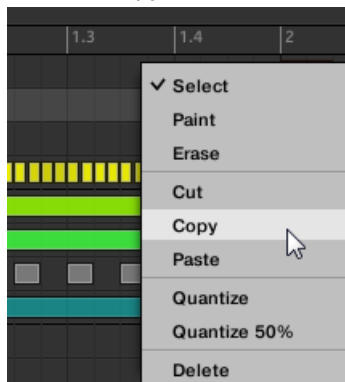 1.3
1.4
2
Select
Paint
Erase
Cut
Copy
Paste
Quantize
Quantize 50%
Delete